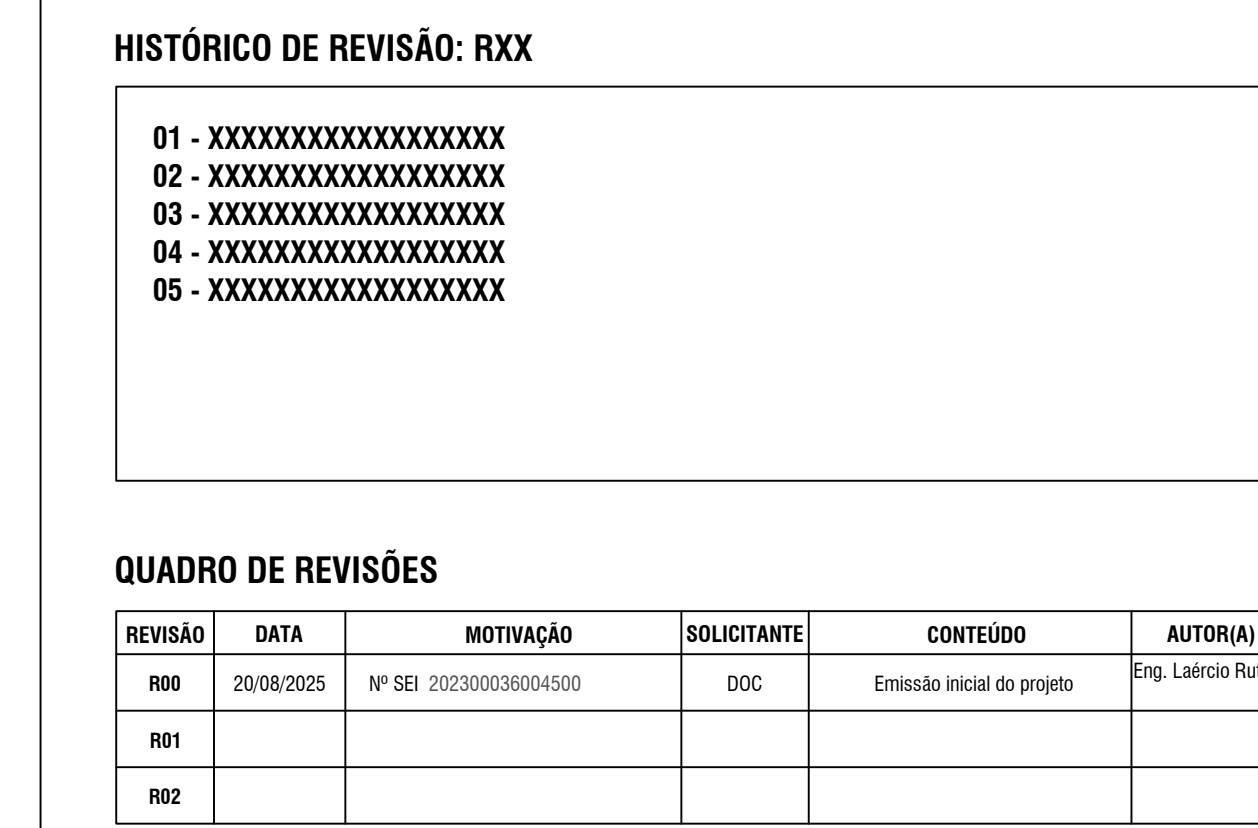 HISTÓRICO DE REVISÃO: RXX
01 - XXXXXXXXXXXXXXXXXX
02 - XXXXXXXXXXXXXXXXXX
03 - XXXXXXXXXXXXXXXXXX
04 - XXXXXXXXXXXXXXXXXX
05 - XXXXXXXXXXXXXXXXXX
QUADRO DE REVISÕES
REVISÃO DATA MOTIVAÇÃO SOLICITANTE CONTEÚDO AUTOR(A)
R00 20/08/2025 Nº SEI 202300036004500 DOC Emissão inicial do projeto Eng. Laércio
R01
R02